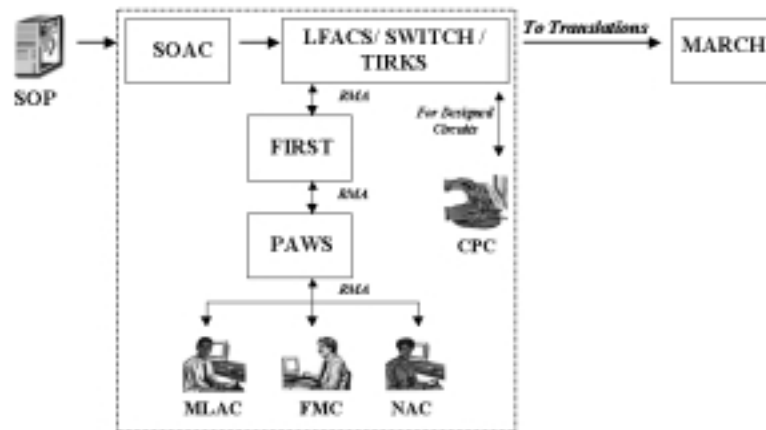 SOP
SOAC
LFACS/ SWITCH /
TIRKS
To Translations
MARCH
RMA
For Designed
Circuits
FIRST
RMA
PAWS
CPC
RMA
MLAC
FMC
NAC